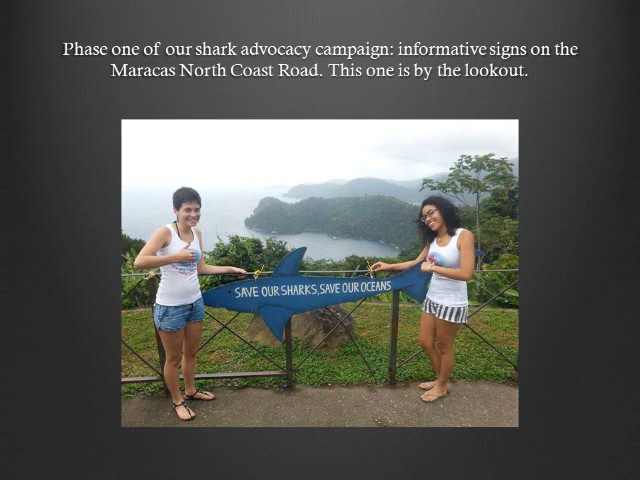 Phase one of our shark advocacy campaign: informative signs on the
Maracas North Coast Road. This one is by the lookout.
SAVE OUR SHARKS, SAVE OUR OCEANS